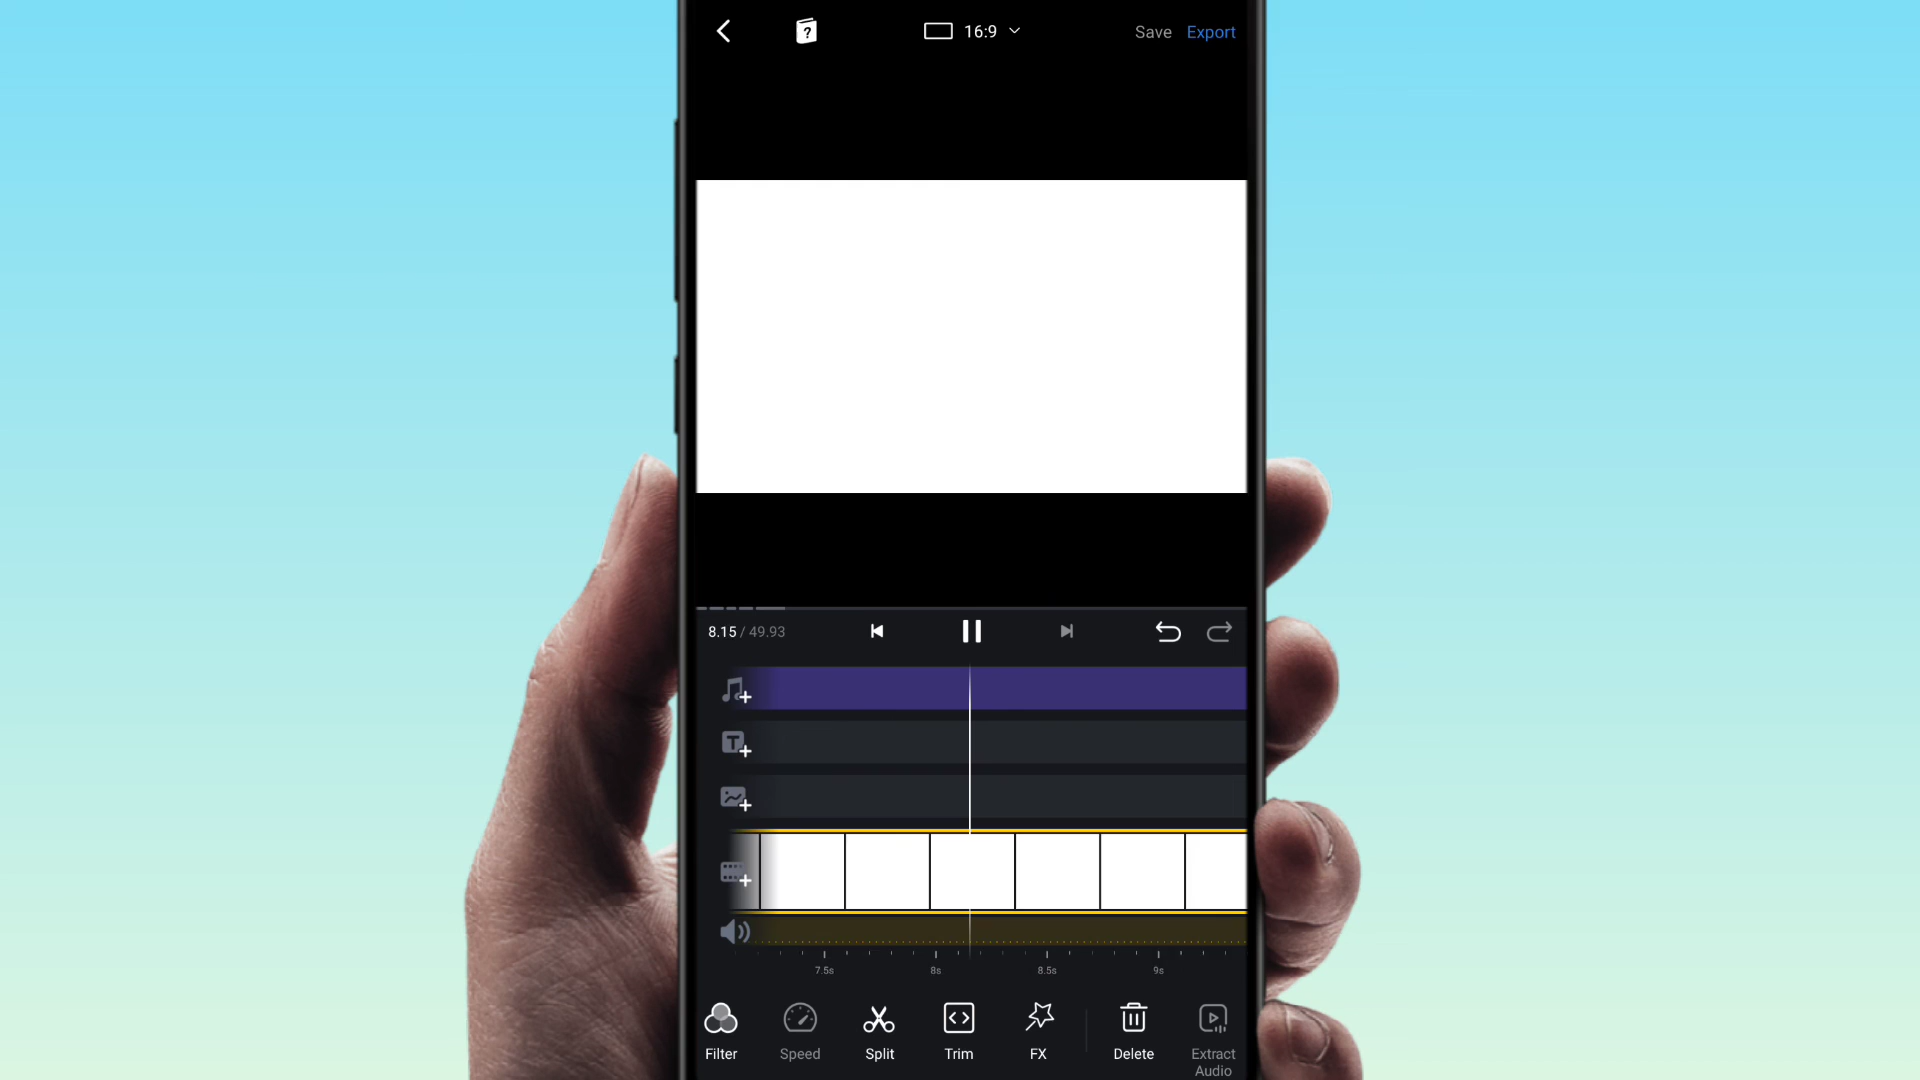 16:9
Save Export
8.15 / 49.93
7.5s 8s 8.5s 9s
Filter Speed Split Trim FX Delete Extract Audio